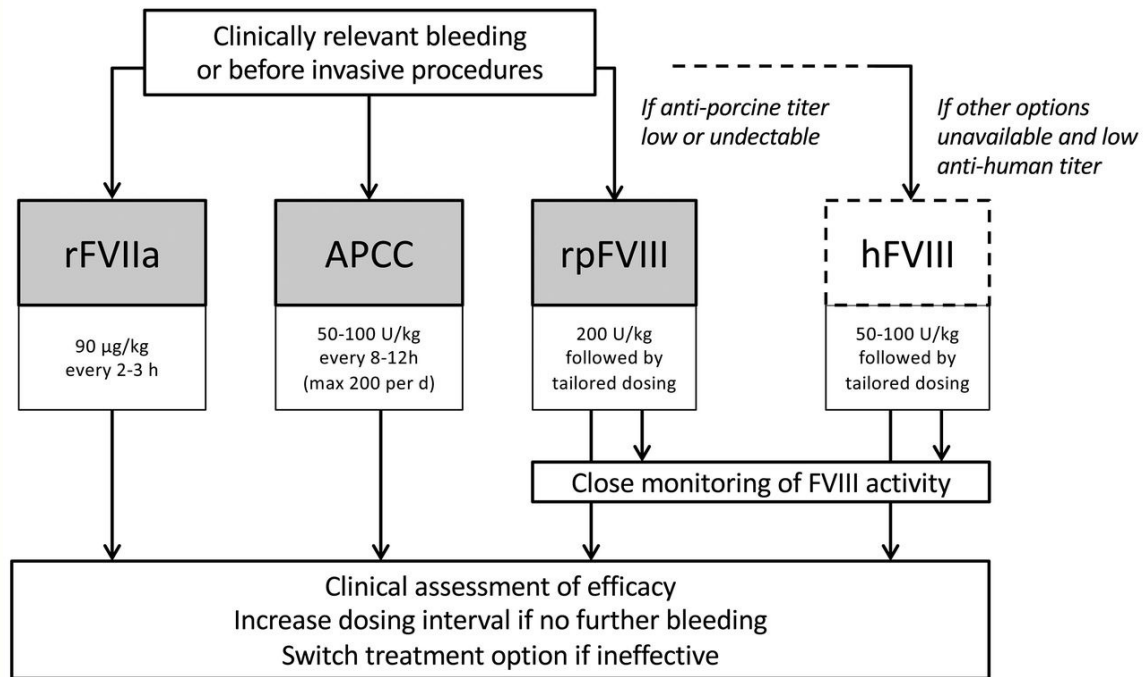 Clinically relevant bleeding
or before invasive procedures
If anti-porcine titer
low or undectable
If other options
unavailable and low
anti-human titer
rFVIIa
APCC
rpFVIII
hFVIII
90 µg/kg
every 2-3 h
50-100 U/kg
every 8-12h
(max 200 per d)
200 U/kg
followed by
tailored dosing
50-100 U/kg
followed by
tailored dosing
Close monitoring of FVIII activity
Clinical assessment of efficacy
Increase dosing interval if no further bleeding
Switch treatment option if ineffective